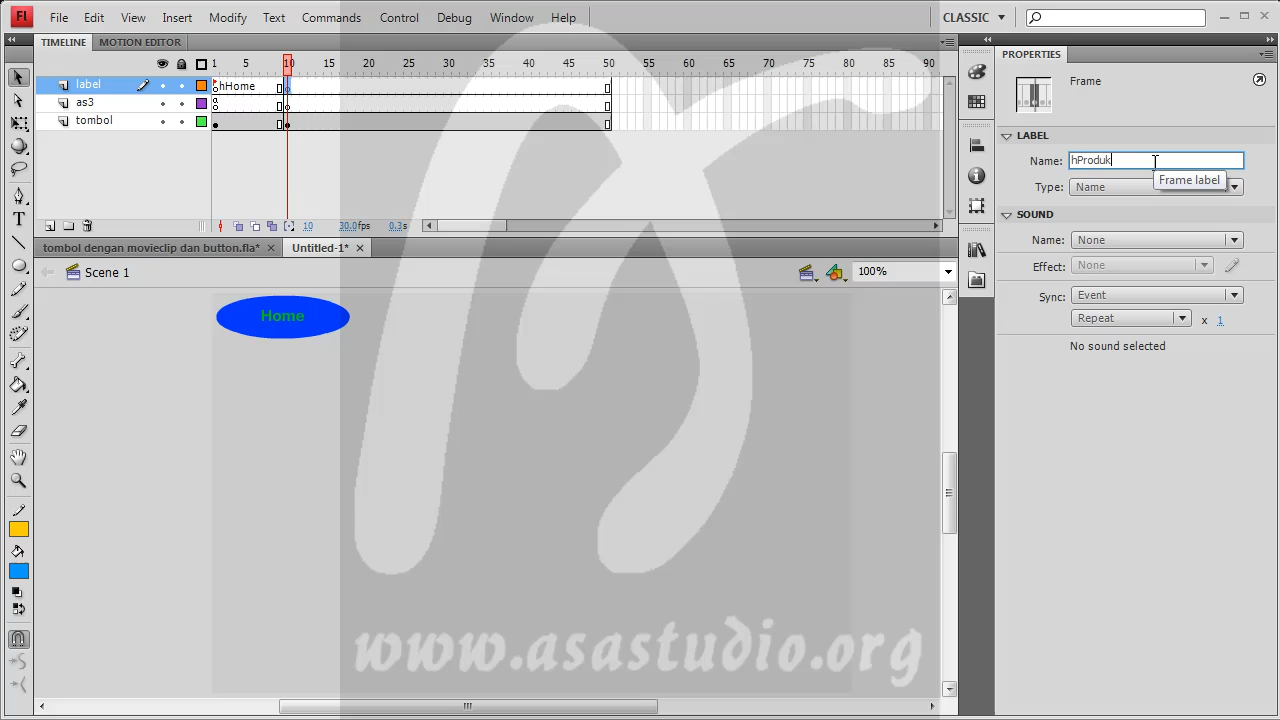 Fl File Edit View Insert Modify Text Commands Control Debug Window Help CLASSIC
TIMELINE MOTION EDITOR
PROPERTIES
1 5 10 15 20 25 30 35 40 45 50 55 60 65 70 75 80 85 90
label hHome
as3 a
tombol
Frame
LABEL
Name: hProduk
Frame label
Type: Name
SOUND
10 30.0fps 0.3s
Name: None
tombol dengan movieclip dan button.fla* Untitled-1*
Effect: None
Scene 1 100%
Sync: Event
Repeat x 1
Home
No sound selected
T
www.asastudio.org